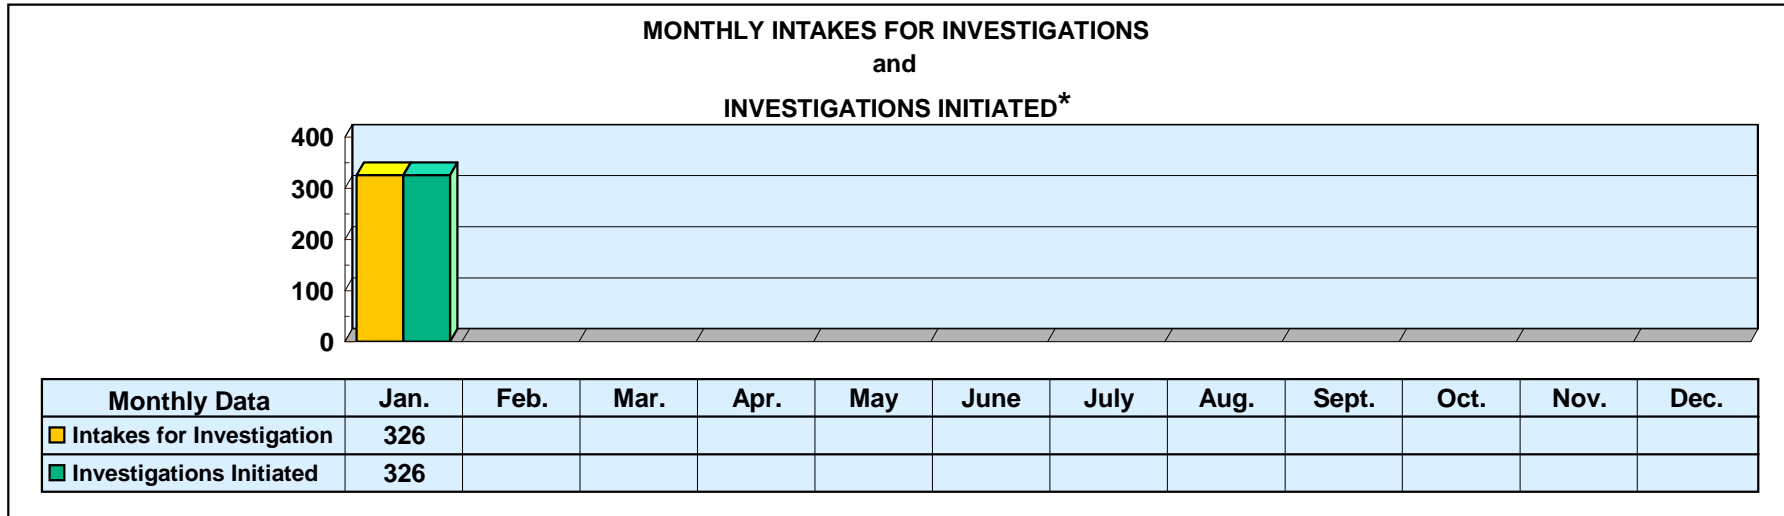 MONTHLY INTAKES FOR INVESTIGATIONS
and
INVESTIGATIONS INITIATED*
400
300
200
100
0
Monthly Data Jan. Feb. Mar. Apr. May June July Aug. Sept. Oct. Nov. Dec.
Intakes for Investigation 326
Investigations Initiated 326